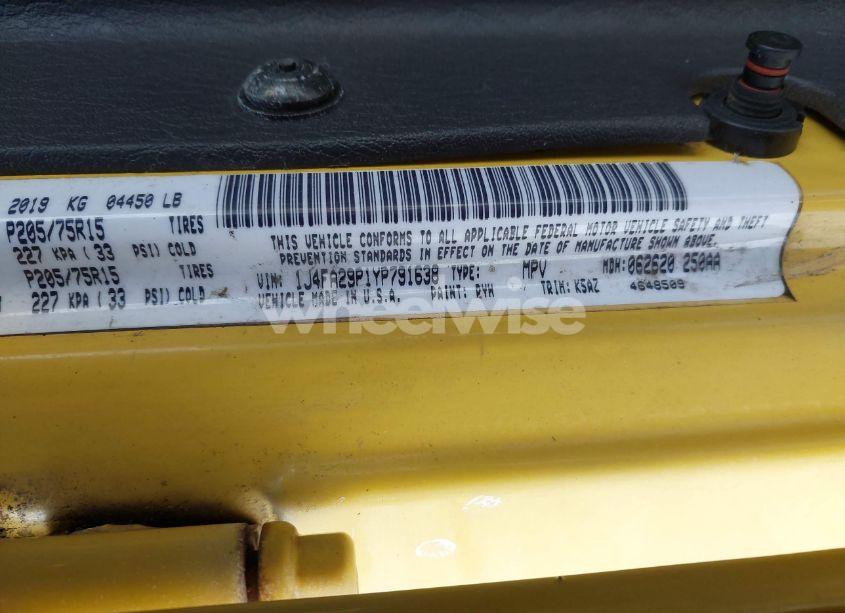 2019 KG 04450 LB
P205/75R15 TIRES
227 KPA ( 33 PSI) COLD
P205/75R15 TIRES
227 KPA ( 33 PSI) COLD
THIS VEHICLE CONFORMS TO ALL APPLICABLE FEDERAL MOTOR VEHICLE SAFETY AND THEFT
PREVENTION STANDARDS IN EFFECT ON THE DATE OF MANUFACTURE SHOWN ABOVE.
VIN: 1J4FA29P1YP791638 TYPE: MPV MDH: 062620 250AA
VEHICLE MADE IN U.S.A. PAINT: RYH TRIM: K5AZ 4648509
wheelwise